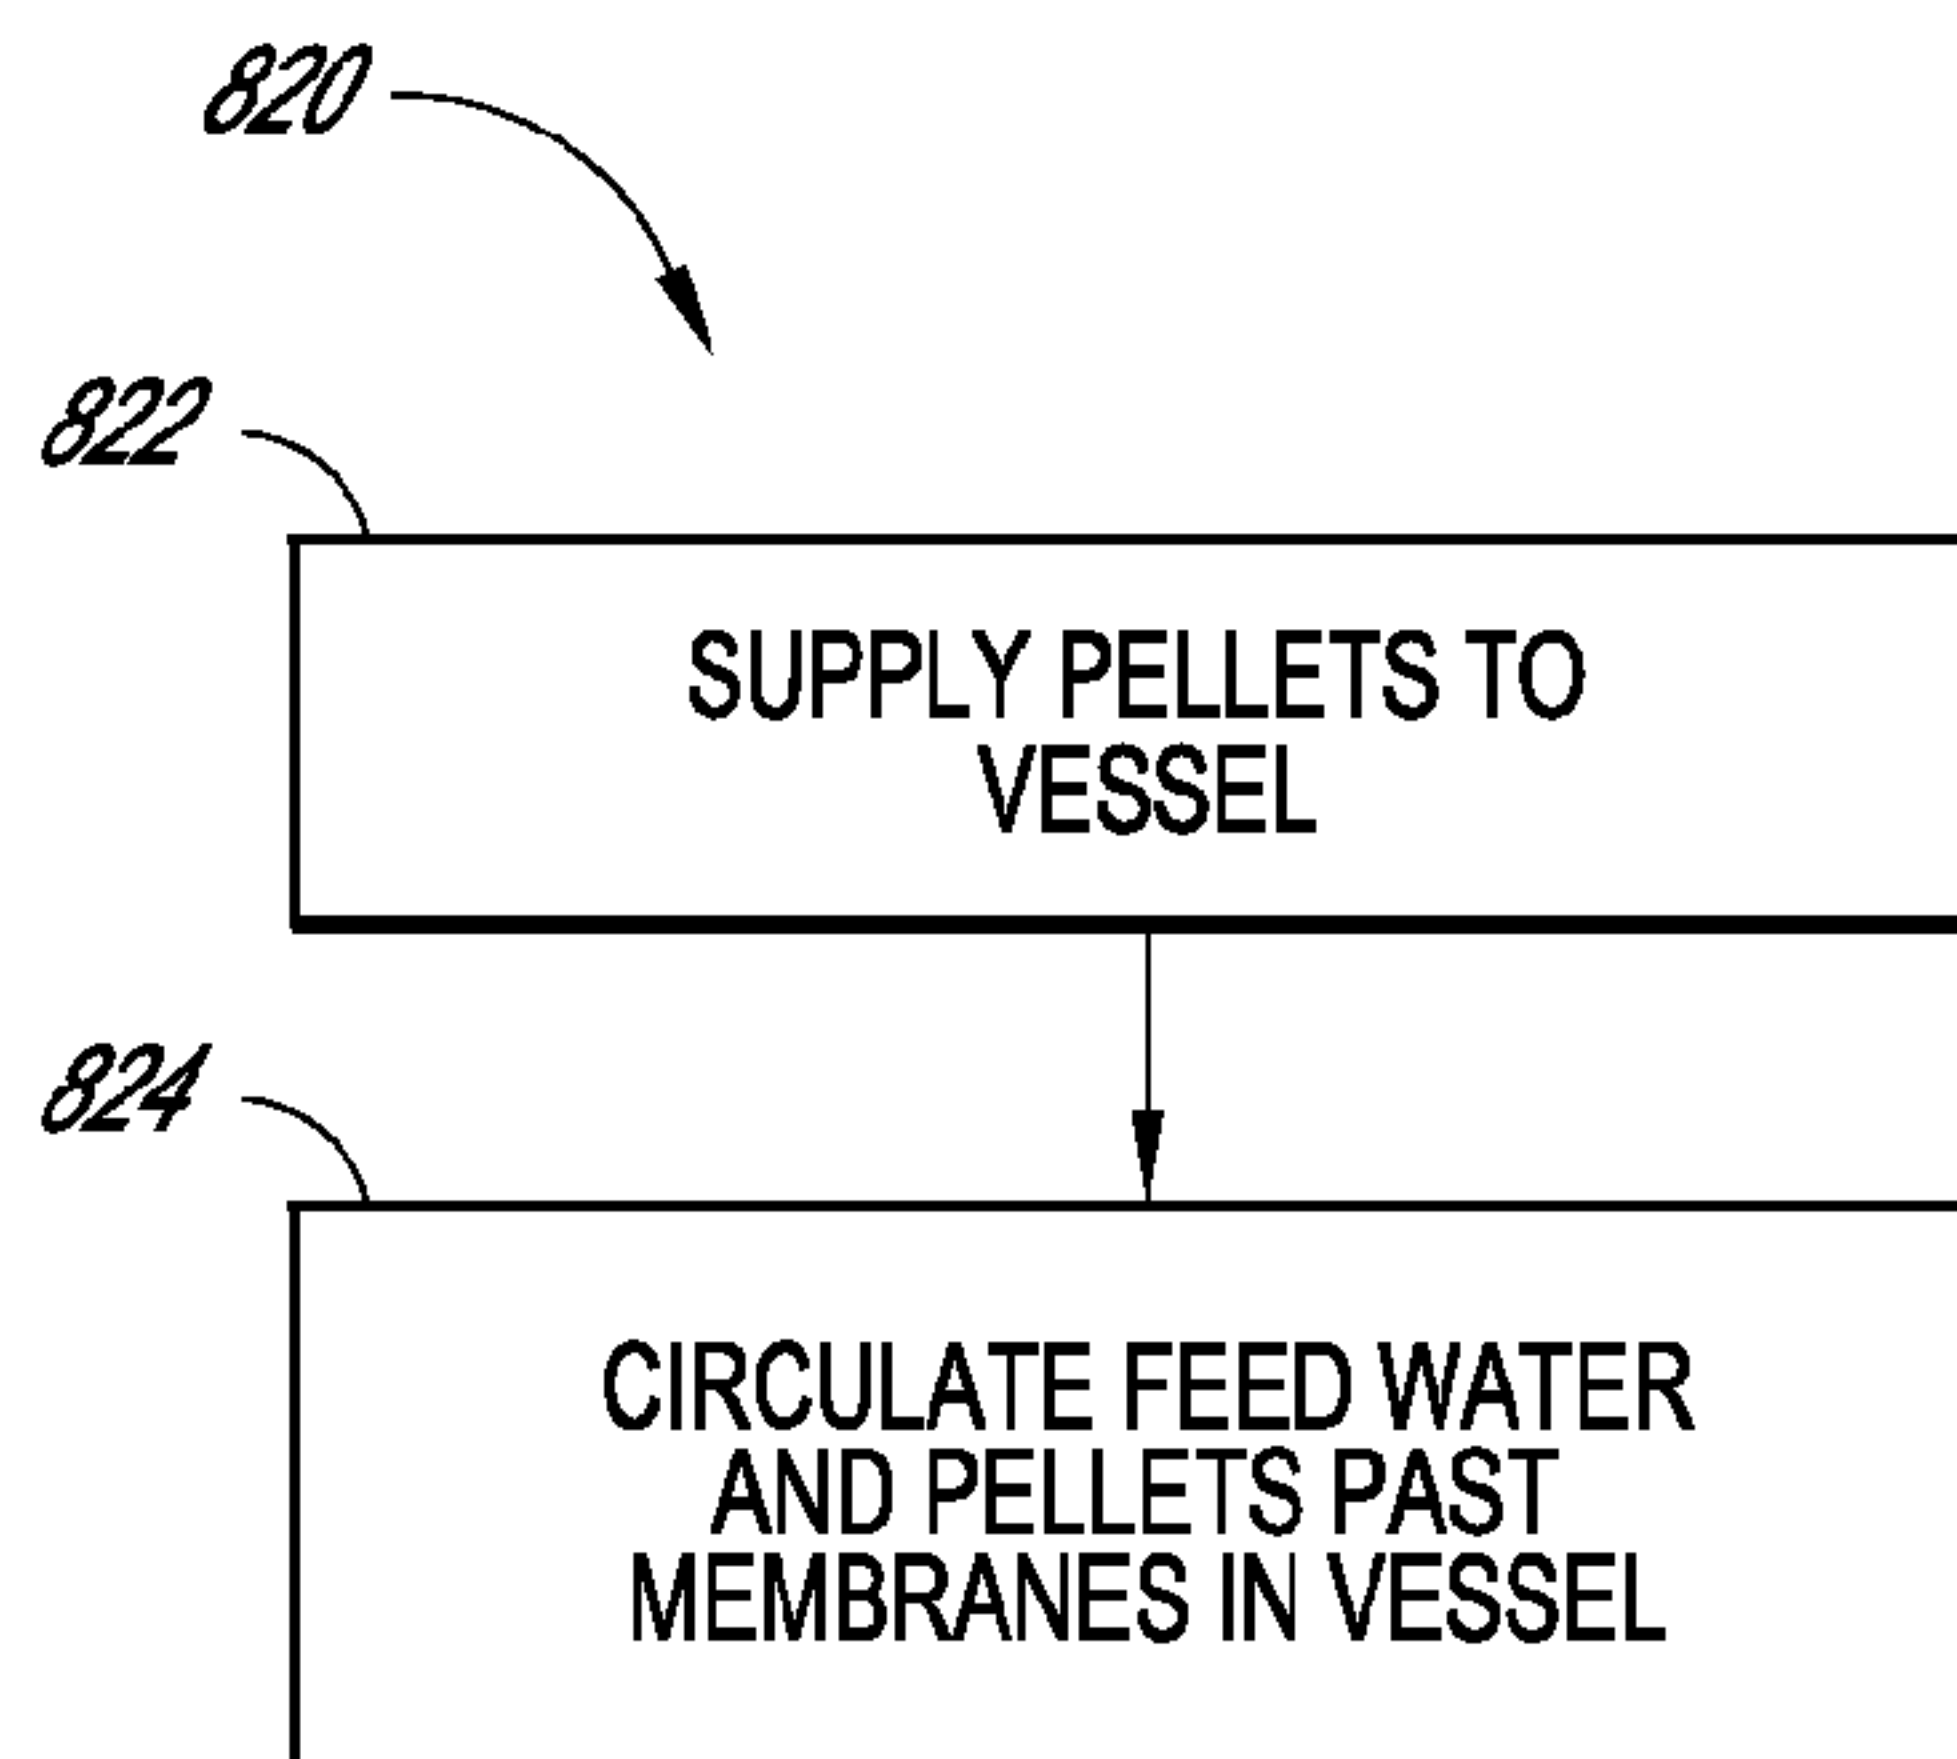 820
822
SUPPLY PELLETS TO
VESSEL
824
CIRCULATE FEED WATER
AND PELLETS PAST
MEMBRANES IN VESSEL